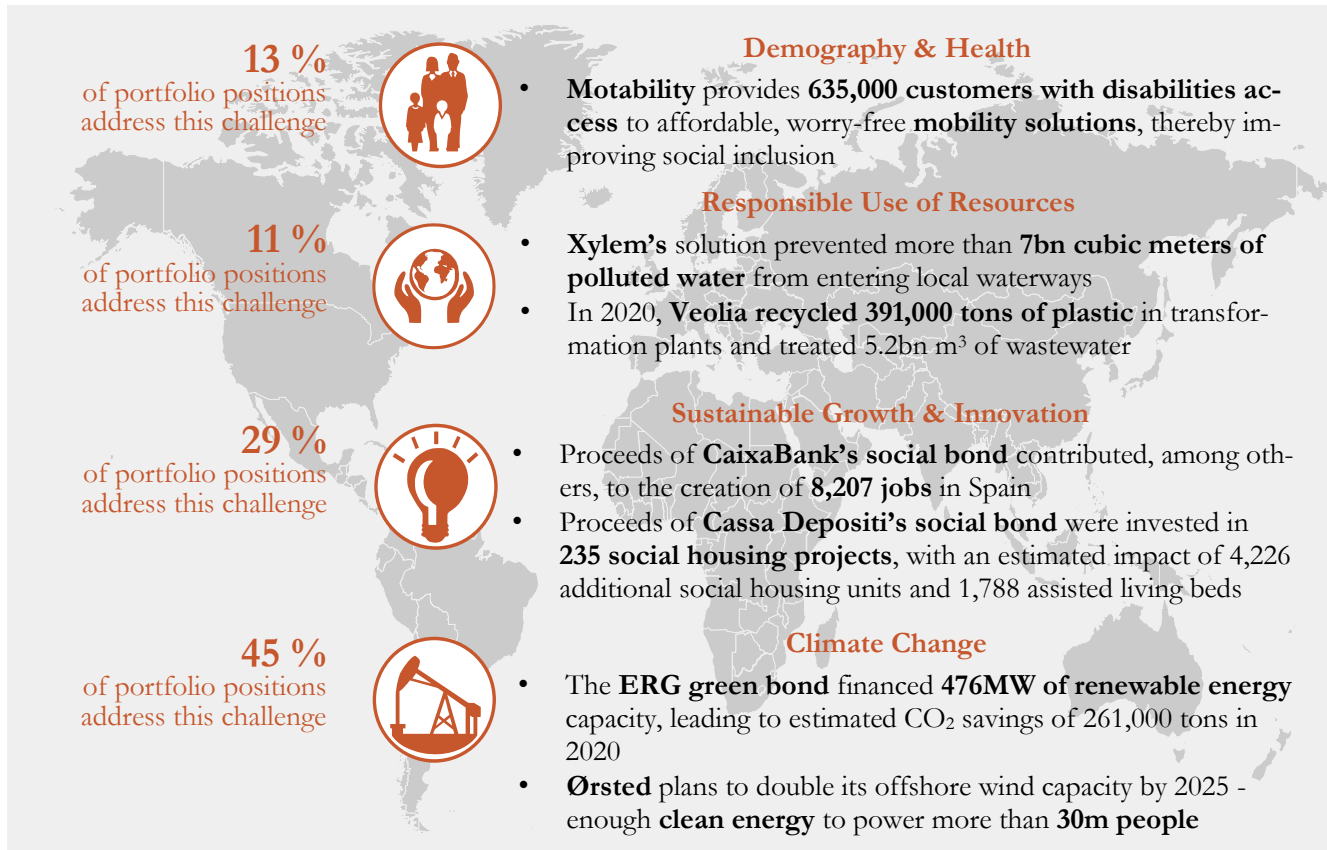 13 %
of portfolio positions
address this challenge
Demography & Health
• Motability provides 635,000 customers with disabilities ac-
cess to affordable, worry-free mobility solutions, thereby im-
proving social inclusion
11 %
of portfolio positions
address this challenge
Responsible Use of Resources
• Xylem’s solution prevented more than 7bn cubic meters of
polluted water from entering local waterways
• In 2020, Veolia recycled 391,000 tons of plastic in transfor-
mation plants and treated 5.2bn m³ of wastewater
29 %
of portfolio positions
address this challenge
Sustainable Growth & Innovation
• Proceeds of CaixaBank’s social bond contributed, among oth-
ers, to the creation of 8,207 jobs in Spain
• Proceeds of Cassa Depositi’s social bond were invested in
235 social housing projects, with an estimated impact of 4,226
additional social housing units and 1,788 assisted living beds
45 %
of portfolio positions
address this challenge
Climate Change
• The ERG green bond financed 476MW of renewable energy
capacity, leading to estimated CO₂ savings of 261,000 tons in
2020
• Ørsted plans to double its offshore wind capacity by 2025 -
enough clean energy to power more than 30m people